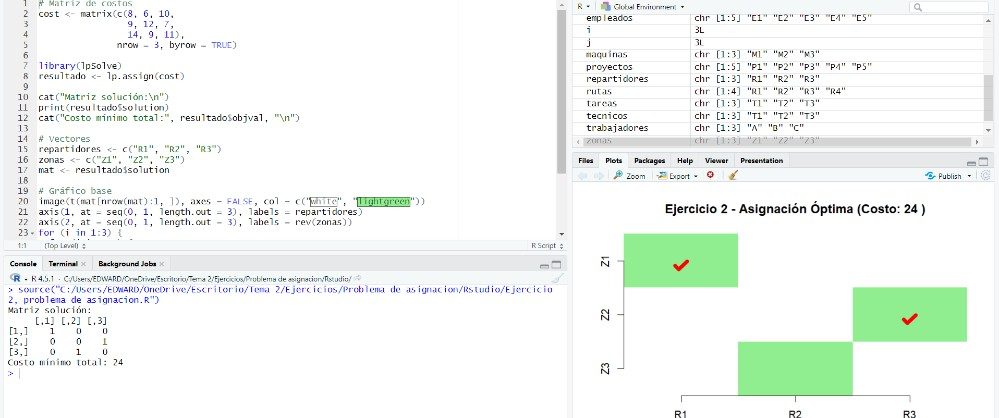 1 # Matriz de costos
2 cost <- matrix(c(8, 6, 10,
3 9, 12, 7,
4 14, 9, 11),
5 nrow = 3, byrow = TRUE)
6
7 library(lpSolve)
8 resultado <- lp.assign(cost)
9
10 cat("Matriz solución:\n")
11 print(resultado$solution)
12 cat("Costo mínimo total:", resultado$objval, "\n")
13
14 # Vectores
15 repartidores <- c("R1", "R2", "R3")
16 zonas <- c("Z1", "Z2", "Z3")
17 mat <- resultado$solution
18
19 # Gráfico base
20 image(t(mat[nrow(mat):1, ]), axes = FALSE, col = c("white", "lightgreen"))
21 axis(1, at = seq(0, 1, length.out = 3), labels = repartidores)
22 axis(2, at = seq(0, 1, length.out = 3), labels = rev(zonas))
23 for (i in 1:3) {
1:1 (Top Level) R Script
Console Terminal Background Jobs
R - R 4.5.1 · C:/Users/EDWARD/OneDrive/Escritorio/Tema 2/Ejercicios/Problema de asignacion/Rstudio/
> source("C:/Users/EDWARD/OneDrive/Escritorio/Tema 2/Ejercicios/Problema de asignacion/Rstudio/Ejercicio
2, problema de asignacion.R")
Matriz solución:
[,1] [,2] [,3]
[1,] 1 0 0
[2,] 0 0 1
[3,] 0 1 0
Costo mínimo total: 24
>
R Global Environment
empleados chr [1:5] "E1" "E2" "E3" "E4" "E5"
i 3L
j 3L
maquinas chr [1:3] "M1" "M2" "M3"
proyectos chr [1:5] "P1" "P2" "P3" "P4" "P5"
repartidores chr [1:3] "R1" "R2" "R3"
rutas chr [1:4] "R1" "R2" "R3" "R4"
tareas chr [1:3] "T1" "T2" "T3"
tecnicos chr [1:3] "T1" "T2" "T3"
trabajadores chr [1:3] "A" "B" "C"
zonas chr [1:3] "Z1" "Z2" "Z3"
Files Plots Packages Help Viewer Presentation
Zoom Export Publish
Ejercicio 2 - Asignación Óptima (Costo: 24 )
Z1
Z2
Z3
R1 R2 R3